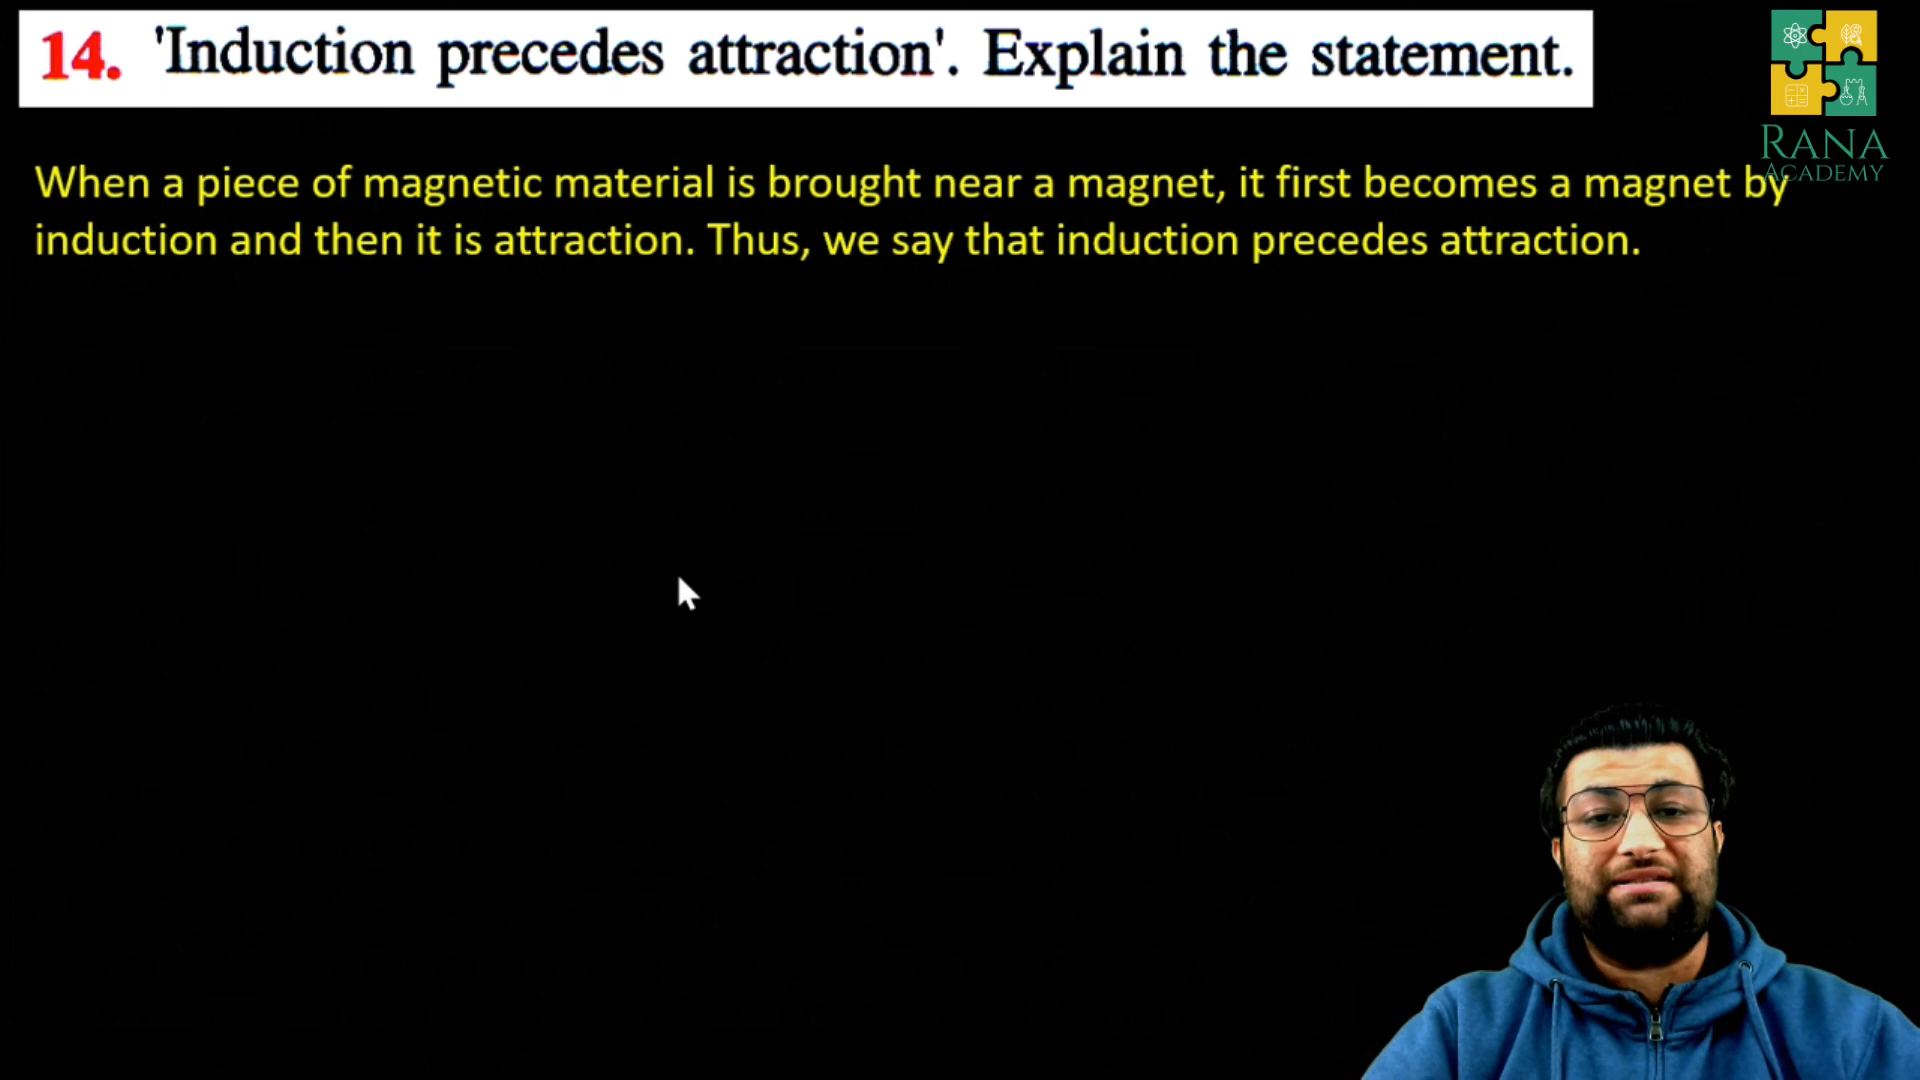 14. 'Induction precedes attraction'. Explain the statement.
RANA
ACADEMY
When a piece of magnetic material is brought near a magnet, it first becomes a magnet by
induction and then it is attraction. Thus, we say that induction precedes attraction.